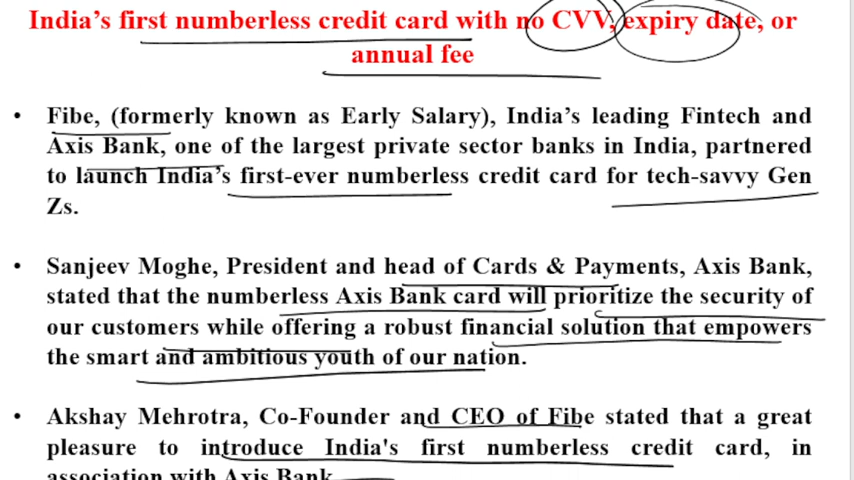 India's first numberless credit card with no CVV, expiry date, or
annual fee
• Fibe, (formerly known as Early Salary), India's leading Fintech and
Axis Bank, one of the largest private sector banks in India, partnered
to launch India's first-ever numberless credit card for tech-savvy Gen
Zs.
• Sanjeev Moghe, President and head of Cards & Payments, Axis Bank,
stated that the numberless Axis Bank card will prioritize the security of
our customers while offering a robust financial solution that empowers
the smart and ambitious youth of our nation.
• Akshay Mehrotra, Co-Founder and CEO of Fibe stated that a great
pleasure to introduce India's first numberless credit card, in
association with Axis Bank.